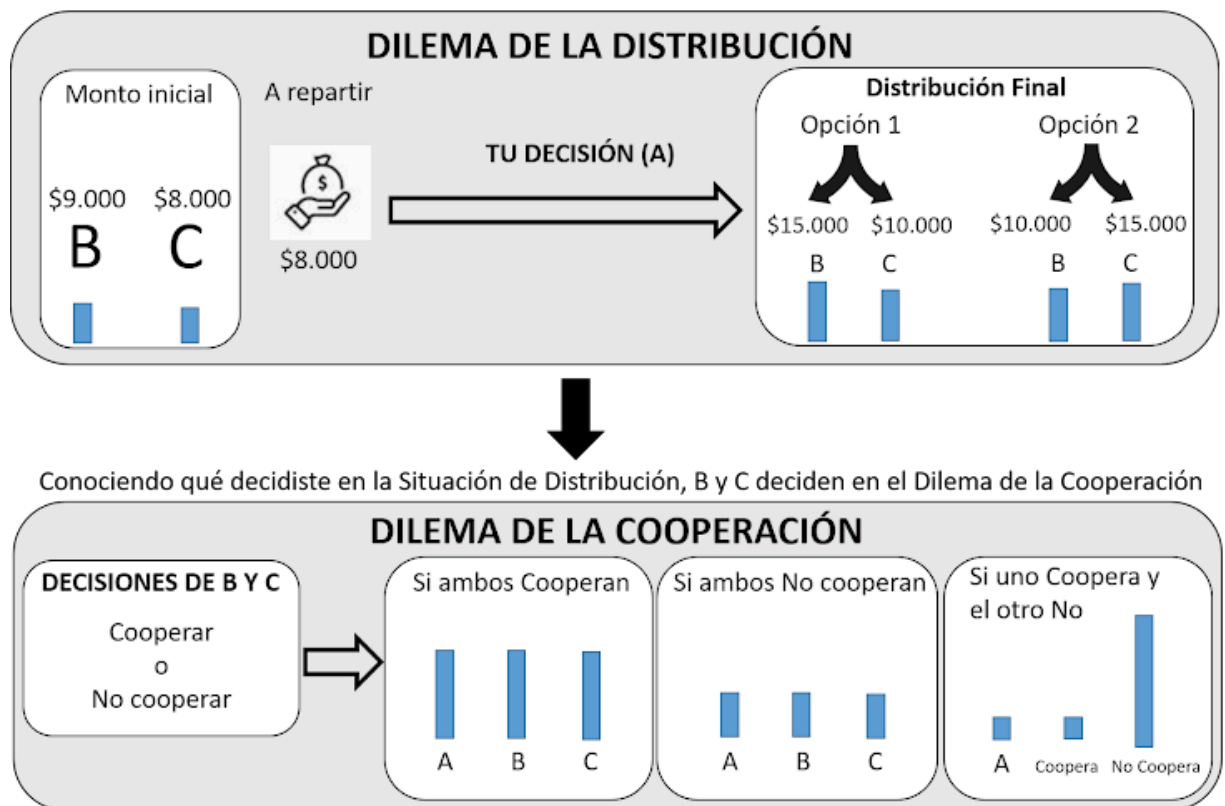 DILEMA DE LA DISTRIBUCIÓN
Monto inicial
$9.000 $8.000
B C
A repartir
$
$8.000
TU DECISIÓN (A)
Distribución Final
Opción 1 Opción 2
$15.000 $10.000 $10.000 $15.000
B C B C
Conociendo qué decidiste en la Situación de Distribución, B y C deciden en el Dilema de la Cooperación
DILEMA DE LA COOPERACIÓN
DECISIONES DE B Y C
Cooperar
o
No cooperar
Si ambos Cooperan
A B C
Si ambos No cooperan
A B C
Si uno Coopera y
el otro No
A Coopera No Coopera